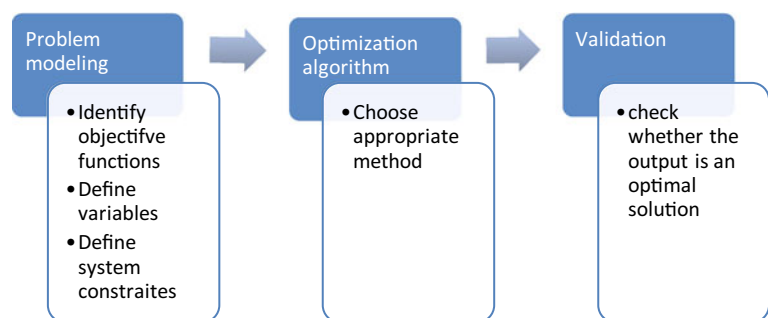 Problem
modeling
•Identify
objectifve
functions
•Define
variables
•Define
system
constraites
Optimization
algorithm
•Choose
appropriate
method
Validation
•check
whether the
output is an
optimal
solution